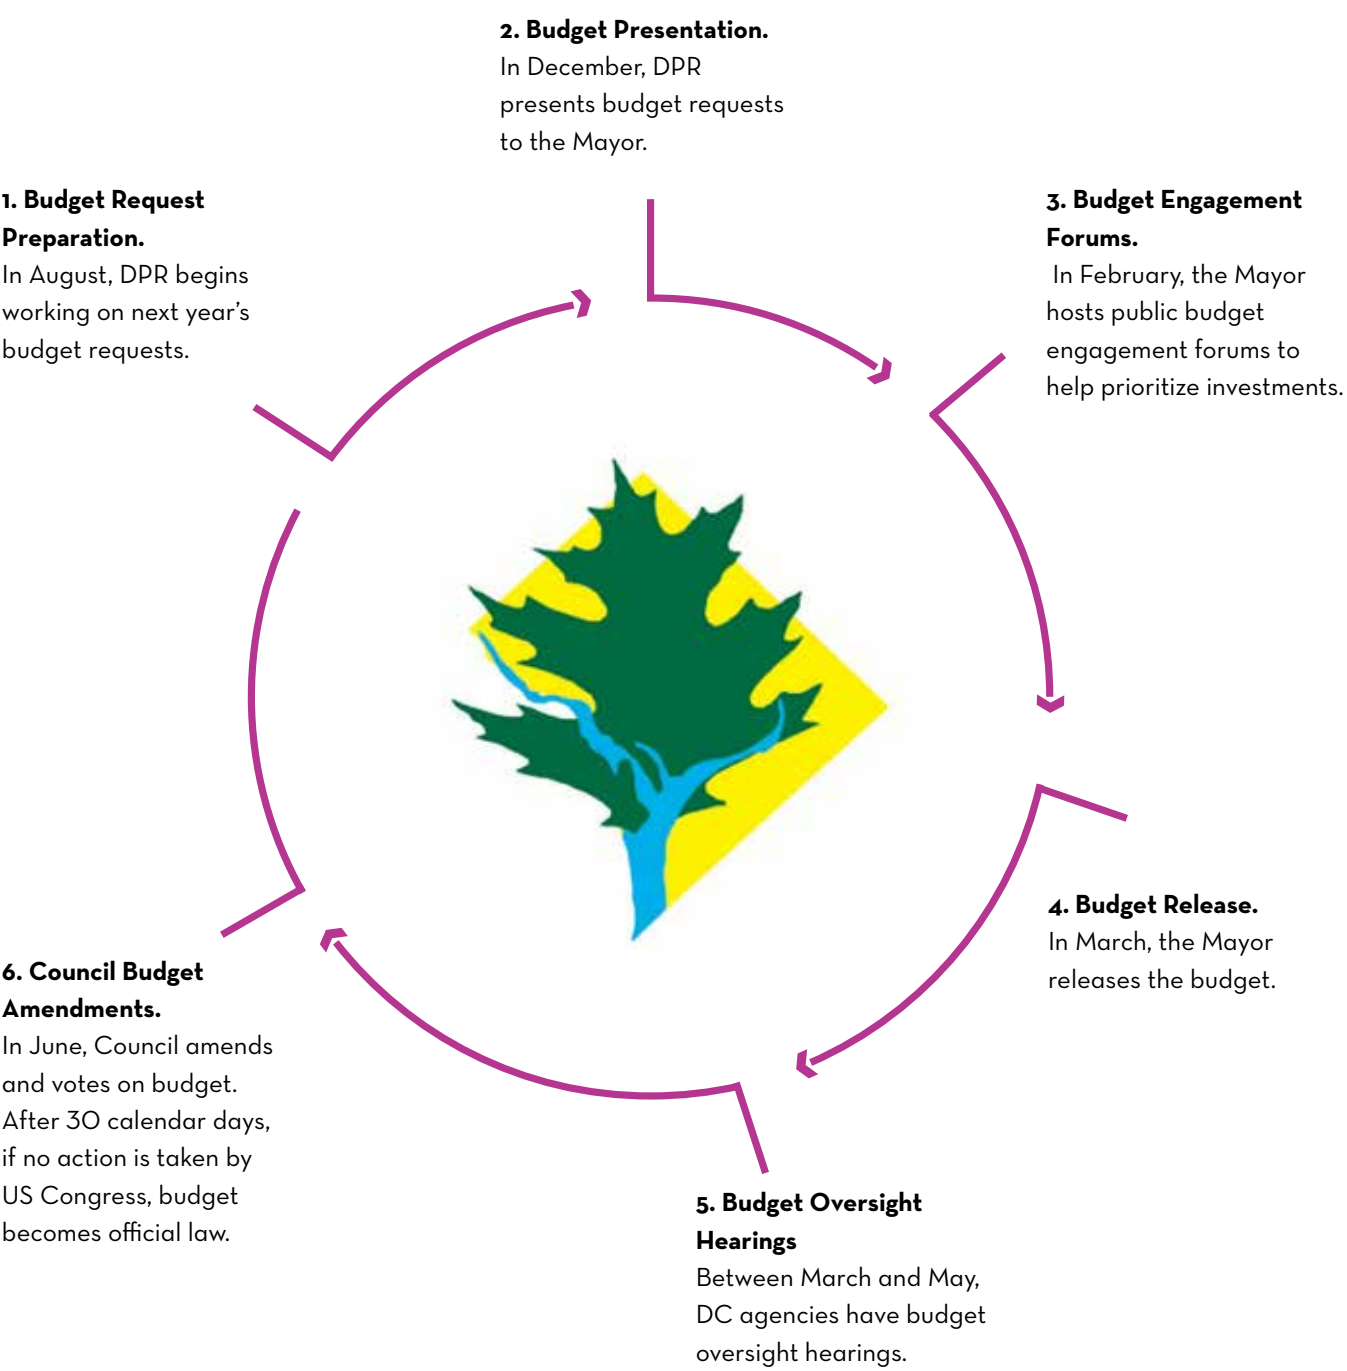 1. Budget Request
Preparation.
In August, DPR begins
working on next year's
budget requests.
2. Budget Presentation.
In December, DPR
presents budget requests
to the Mayor.
3. Budget Engagement
Forums.
In February, the Mayor
hosts public budget
engagement forums to
help prioritize investments.
4. Budget Release.
In March, the Mayor
releases the budget.
5. Budget Oversight
Hearings
Between March and May,
DC agencies have budget
oversight hearings.
6. Council Budget
Amendments.
In June, Council amends
and votes on budget.
After 30 calendar days,
if no action is taken by
US Congress, budget
becomes official law.